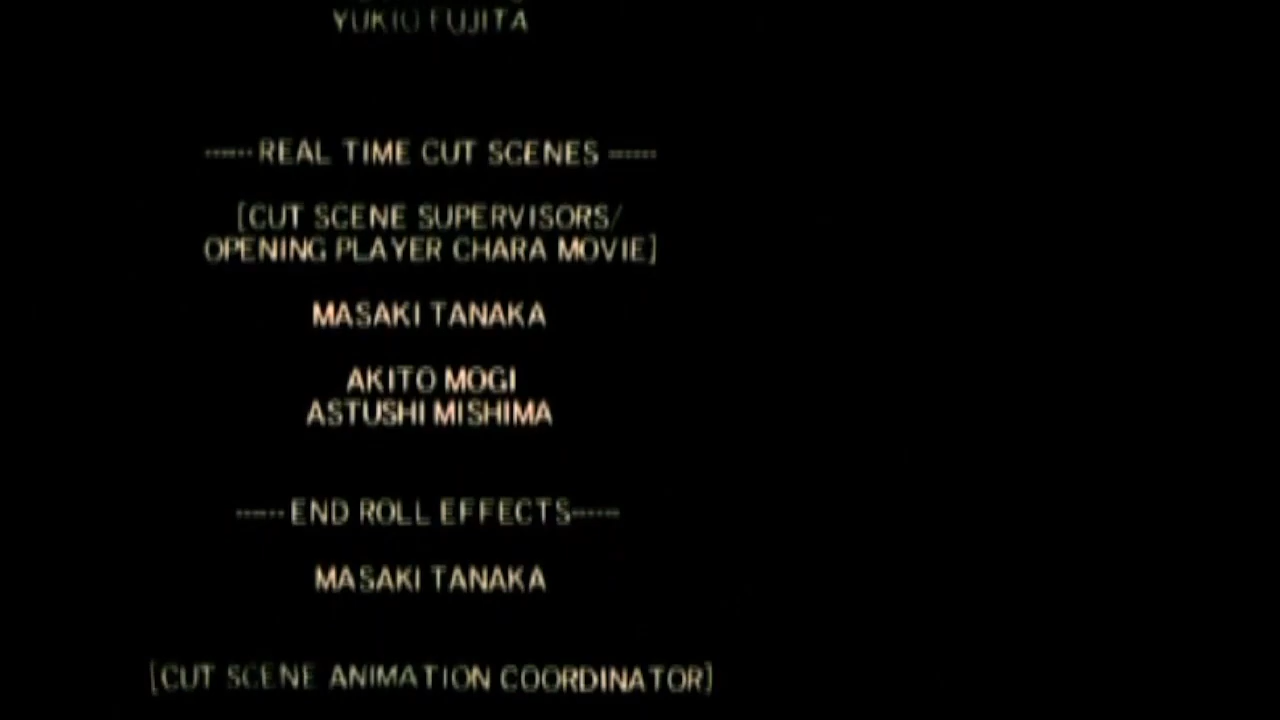 YUKIO FUJITA
------ REAL TIME CUT SCENES ------
[CUT SCENE SUPERVISORS/
OPENING PLAYER CHARA MOVIE]
MASAKI TANAKA
AKITO MOGI
ASTUSHI MISHIMA
------ END ROLL EFFECTS------
MASAKI TANAKA
[CUT SCENE ANIMATION COORDINATOR]